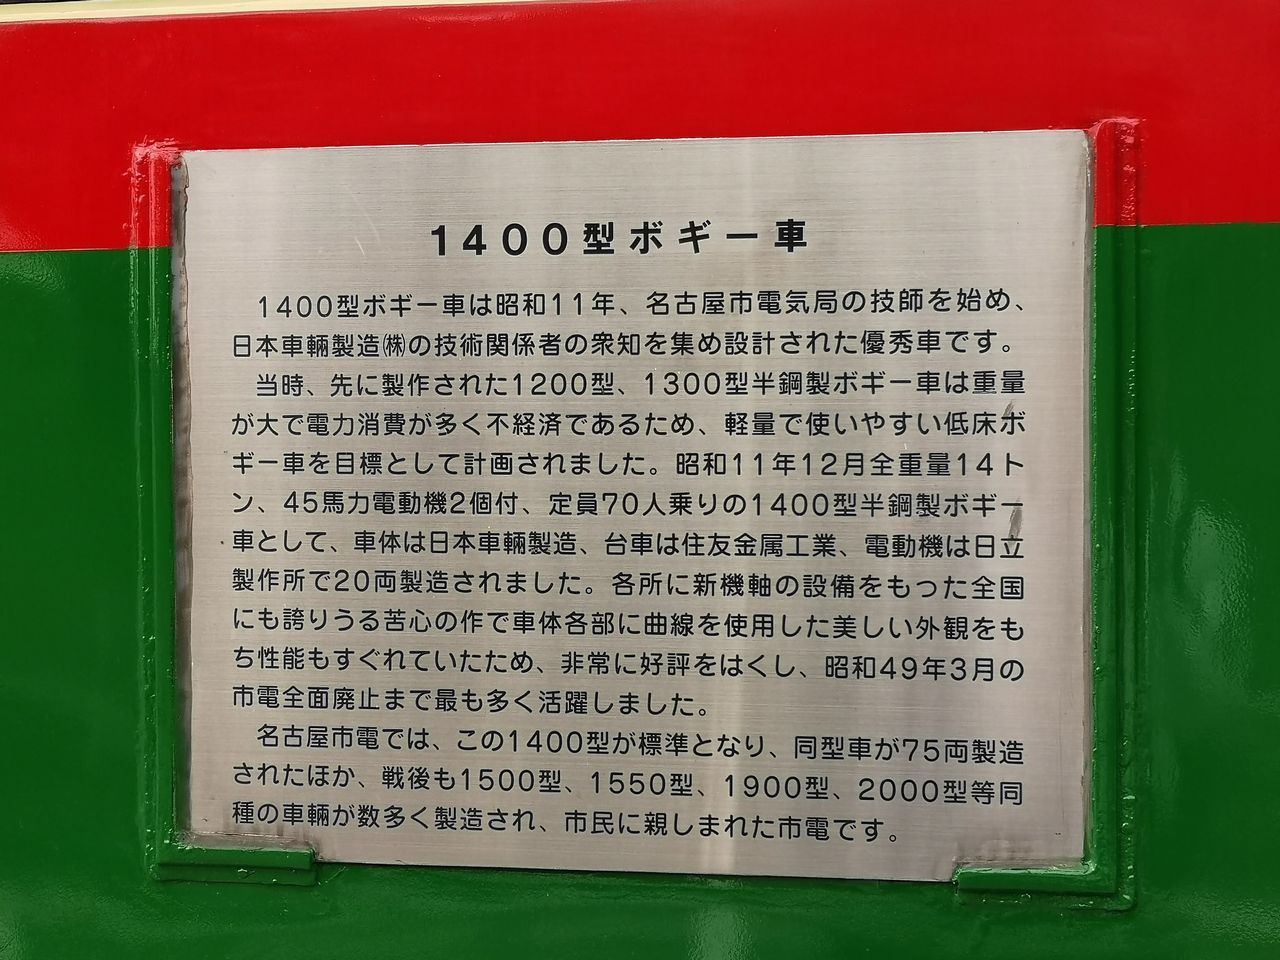 1400型ボギー車
1400型ボギー車は昭和11年、名古屋市電気局の技師を始め、
日本車輛製造㈱の技術関係者の衆知を集め設計された優秀車です。
当時、先に製作された1200型、1300型半鋼製ボギー車は重量
が大で電力消費が多く不経済であるため、軽量で使いやすい低床ボ
ギー車を目標として計画されました。昭和11年12月全重量14ト
ン、45馬力電動機2個付、定員70人乗りの1400型半鋼製ボギー
車として、車体は日本車輛製造、台車は住友金属工業、電動機は日立
製作所で20両製造されました。各所に新機軸の設備をもった全国
にも誇りうる苦心の作で車体各部に曲線を使用した美しい外観をも
ち性能もすぐれていたため、非常に好評をはくし、昭和49年3月の
市電全面廃止まで最も多く活躍しました。
名古屋市電では、この1400型が標準となり、同型車が75両製造
されたほか、戦後も1500型、1550型、1900型、2000型等同
種の車輛が数多く製造され、市民に親しまれた市電です。